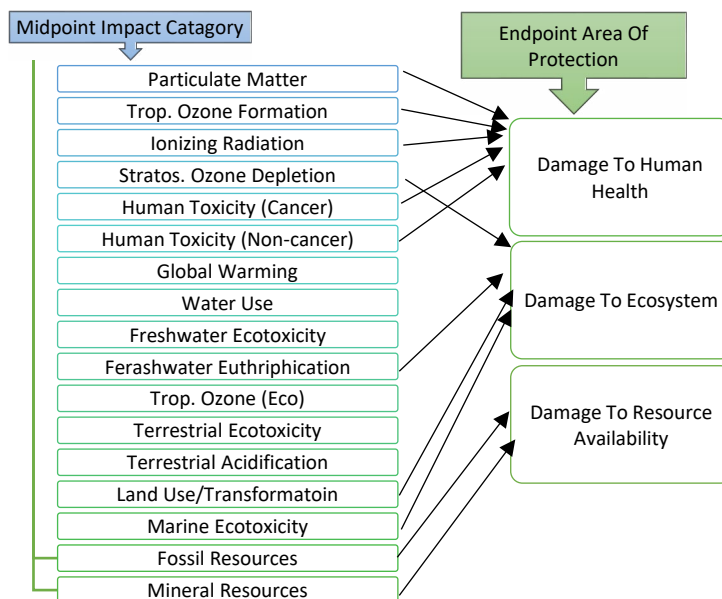 Midpoint Impact Catagory
Endpoint Area Of
Protection
Particulate Matter
Trop. Ozone Formation
Ionizing Radiation
Stratos. Ozone Depletion
Human Toxicity (Cancer)
Human Toxicity (Non-cancer)
Global Warming
Water Use
Freshwater Ecotoxicity
Ferashwater Euthriphication
Trop. Ozone (Eco)
Terrestrial Ecotoxicity
Terrestrial Acidification
Land Use/Transformatoin
Marine Ecotoxicity
Fossil Resources
Mineral Resources
Damage To Human
Health
Damage To Ecosystem
Damage To Resource
Availability